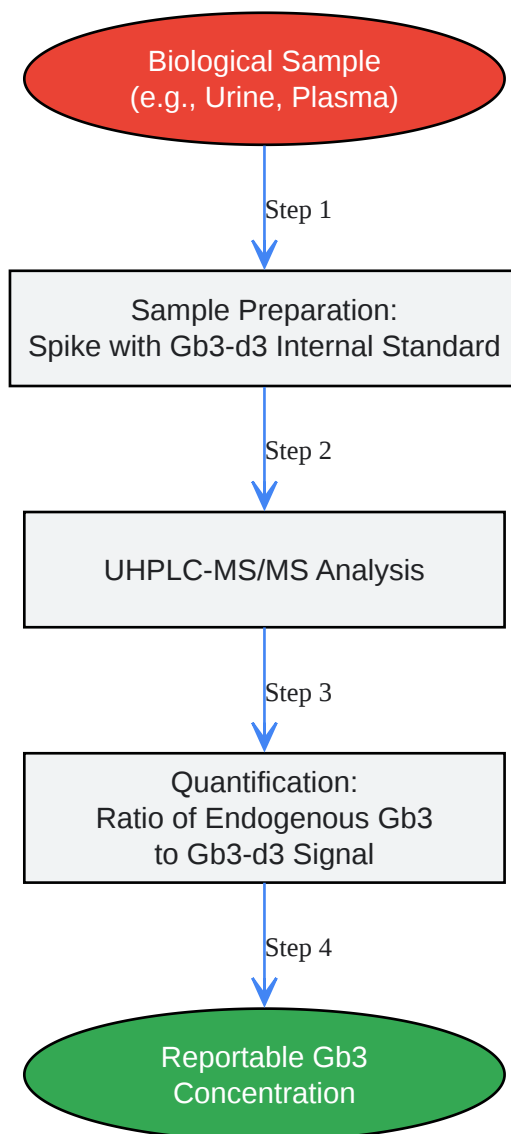 Biological Sample
(e.g., Urine, Plasma)
Step 1
Sample Preparation:
Spike with Gb3-d3 Internal Standard
Step 2
UHPLC-MS/MS Analysis
Step 3
Quantification:
Ratio of Endogenous Gb3
to Gb3-d3 Signal
Step 4
Reportable Gb3
Concentration